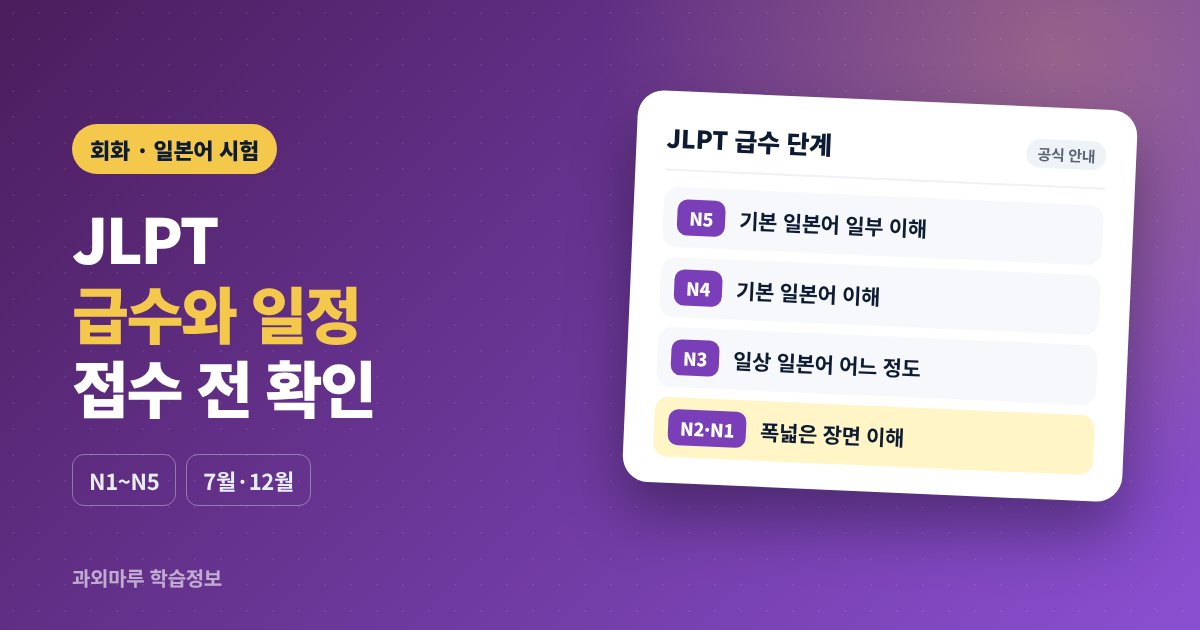 회화 · 일본어 시험
JLPT
급수와 일정
접수 전 확인
N1~N5
7월·12월
과외마루 학습정보
JLPT 급수 단계
공식 안내
N5 기본 일본어 일부 이해
N4 기본 일본어 이해
N3 일상 일본어 어느 정도
N2·N1 폭넓은 장면 이해